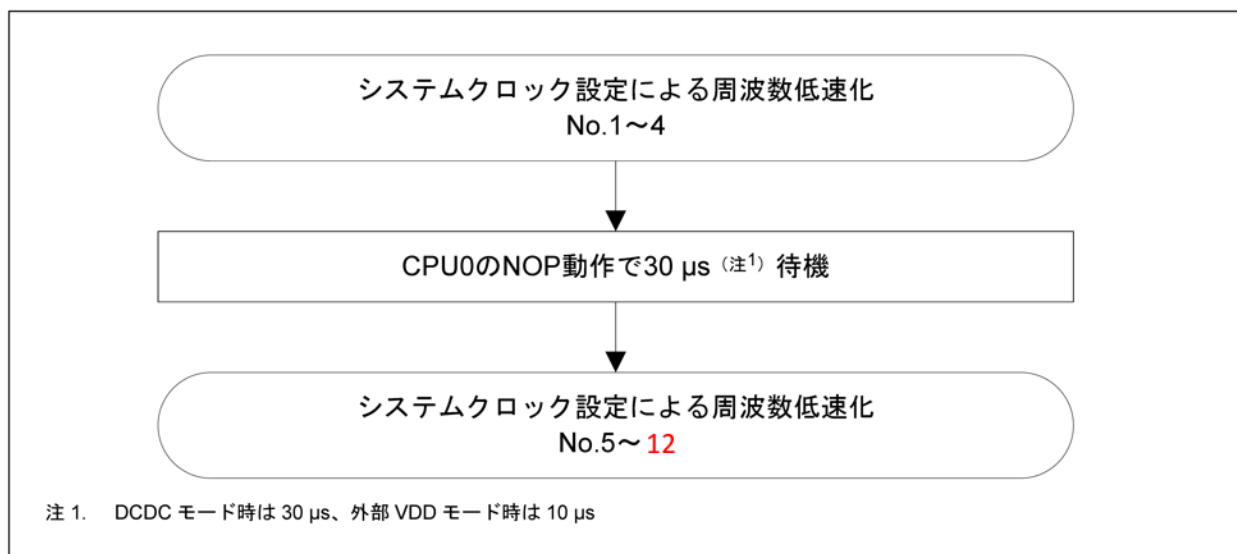 システムクロック設定による周波数低速化
No.1～4
CPU0のNOP動作で30 µs（注1）待機
システムクロック設定による周波数低速化
No.5～12
注 1. DCDC モード時は 30 µs、外部 VDD モード時は 10 µs